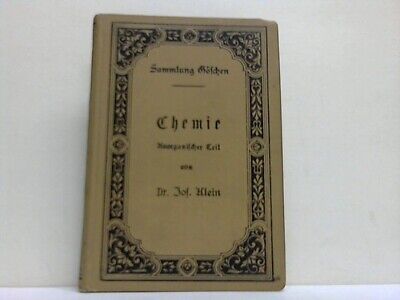 Sammlung Göschen
Chemie
Anorganischer Teil
von
Dr. Jos. Klein